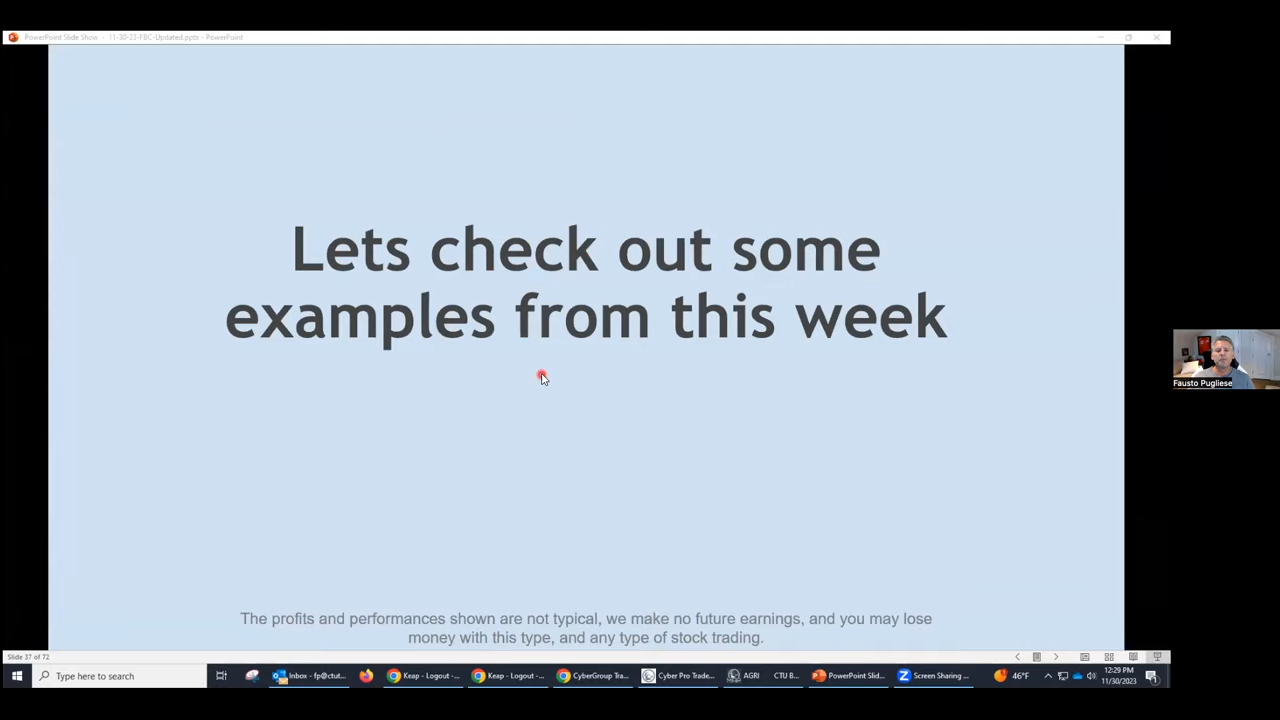 PowerPoint Slide Show - 11-30-23-FBC-Updated.pptx - PowerPoint
Lets check out some
examples from this week
Fausto Pugliese
The profits and performances shown are not typical, we make no future earnings, and you may lose
money with this type, and any type of stock trading.
Slide 37 of 72
Type here to search
Inbox - fp@ctut...
Keap - Logout -...
Keap - Logout -...
CyberGroup Tra...
Cyber Pro Trade...
AGRI
CTU B...
PowerPoint Slid...
Screen Sharing ...
46°F
12:29 PM
11/30/2023